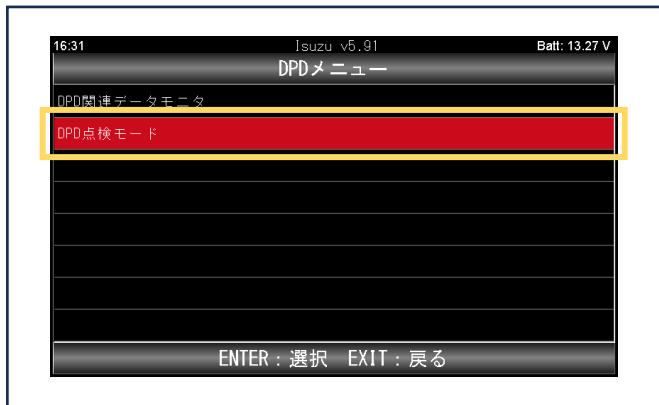 16:31 Isuzu v5.91 Batt: 13.27 V
DPDメニュー
DPD関連データモニタ
DPD点検モード
ENTER：選択 EXIT：戻る